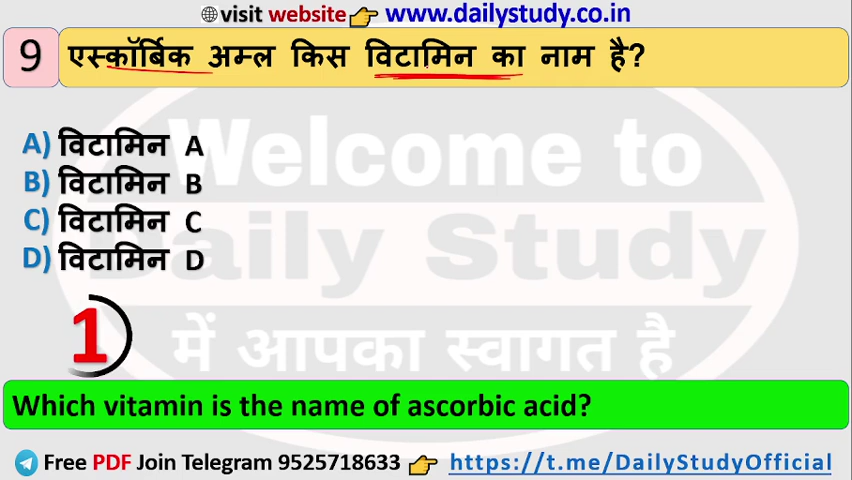 visit website 👉 www.dailystudy.co.in
9 एस्कॉर्बिक अम्ल किस विटामिन का नाम है?
A) विटामिन A
B) विटामिन B
C) विटामिन C
D) विटामिन D
Welcome to
Daily Study
में आपका स्वागत है
1
Which vitamin is the name of ascorbic acid?
Free PDF Join Telegram 9525718633 👉 https://t.me/DailyStudyOfficial